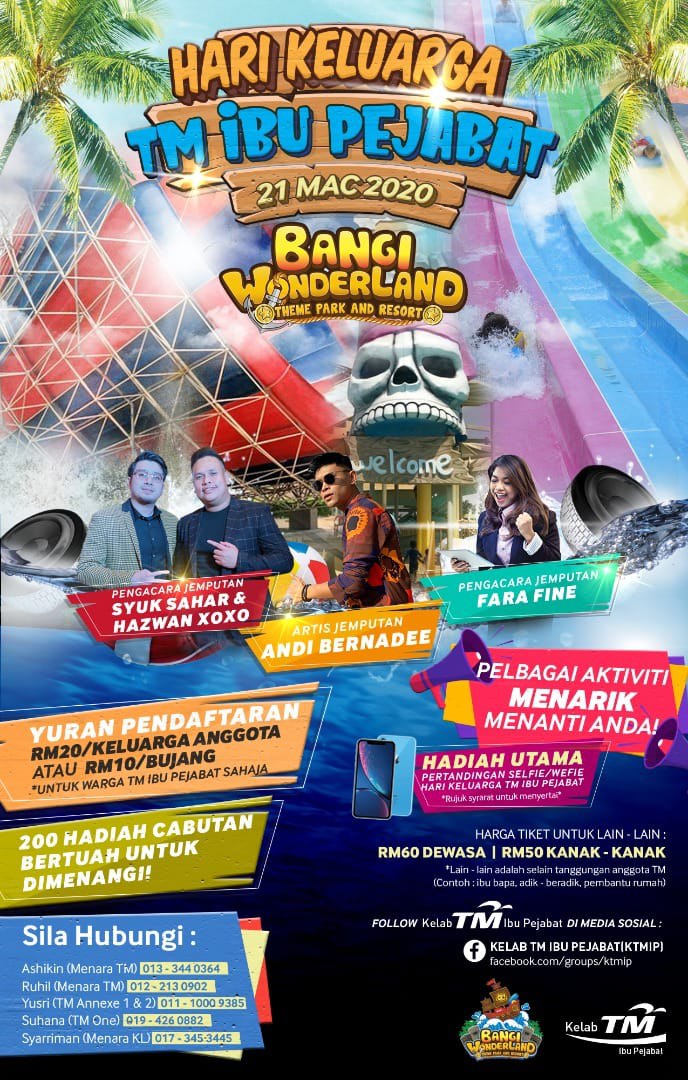 HARI KELUARGA
TM iBU PEJABAT
21 MAC 2020
BANGI
WONDERLAND
THEME PARK AND RESORT
welcome
PENGACARA JEMPUTAN
SYUK SAHAR &
HAZWAN XOXO
ARTIS JEMPUTAN
ANDI BERNADEE
PENGACARA JEMPUTAN
FARA FINE
PELBAGAI AKTIVITI
MENARIK
MENANTI ANDA!
YURAN PENDAFTARAN
RM20/KELUARGA ANGGOTA
ATAU RM10/BUJANG
*UNTUK WARGA TM IBU PEJABAT SAHAJA
HADIAH UTAMA
PERTANDINGAN SELFIE/WEFIE
HARI KELUARGA TM IBU PEJABAT
*Rujuk syrarat untuk menyertai*
200 HADIAH CABUTAN
BERTUAH UNTUK
DIMENANGI!
HARGA TIKET UNTUK LAIN - LAIN :
RM60 DEWASA | RM50 KANAK - KANAK
*Lain - lain adalah selain tanggungan anggota TM
(Contoh : ibu bapa, adik - beradik, pembantu rumah)
FOLLOW Kelab TM Ibu Pejabat DI MEDIA SOSIAL :
KELAB TM IBU PEJABAT(KTMIP)
facebook.com/groups/ktmip
Sila Hubungi :
Ashikin (Menara TM) 013 - 344 0364
Ruhil (Menara TM) 012 - 213 0902
Yusri (TM Annexe 1 & 2) 011 - 1000 9385
Suhana (TM One) 019 - 426 0882
Syarriman (Menara KL) 017 - 345-3445
BANGI
WONDERLAND
THEME PARK AND RESORT
Kelab TM
Ibu Pejabat